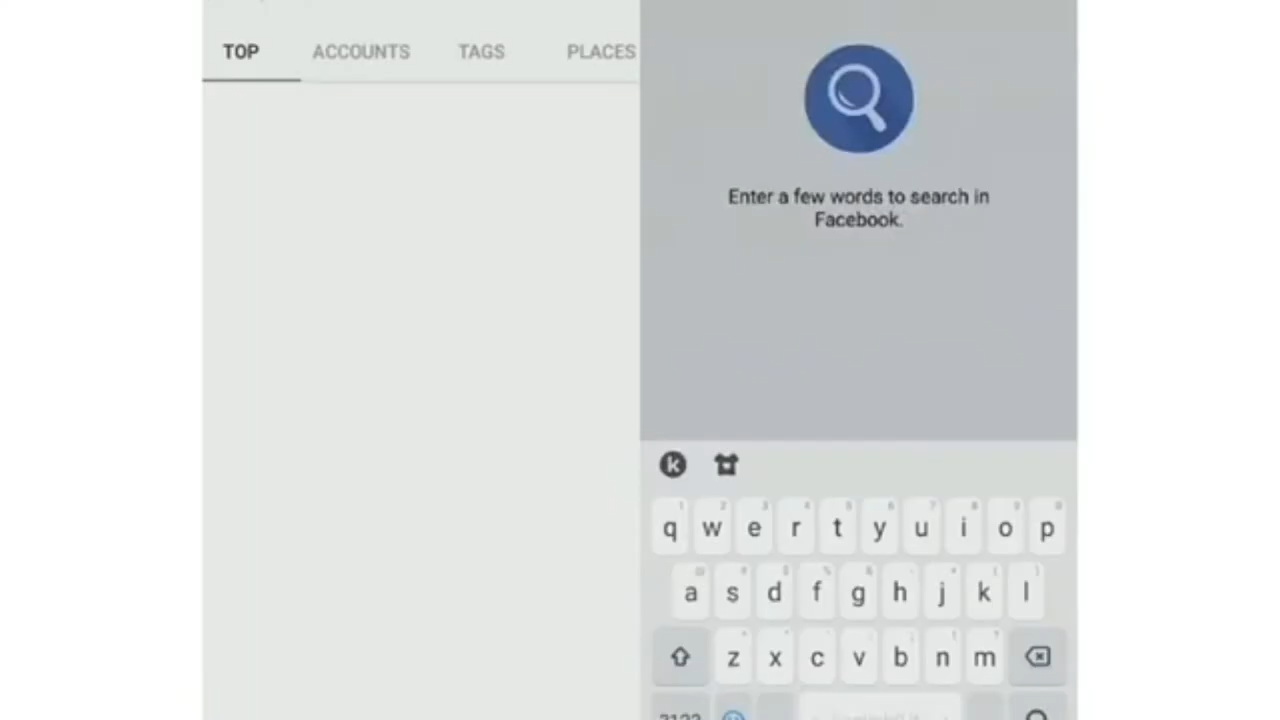 TOP ACCOUNTS TAGS PLACES
Enter a few words to search in
Facebook.
k
q w e r t y u i o p
a s d f g h j k l
z x c v b n m